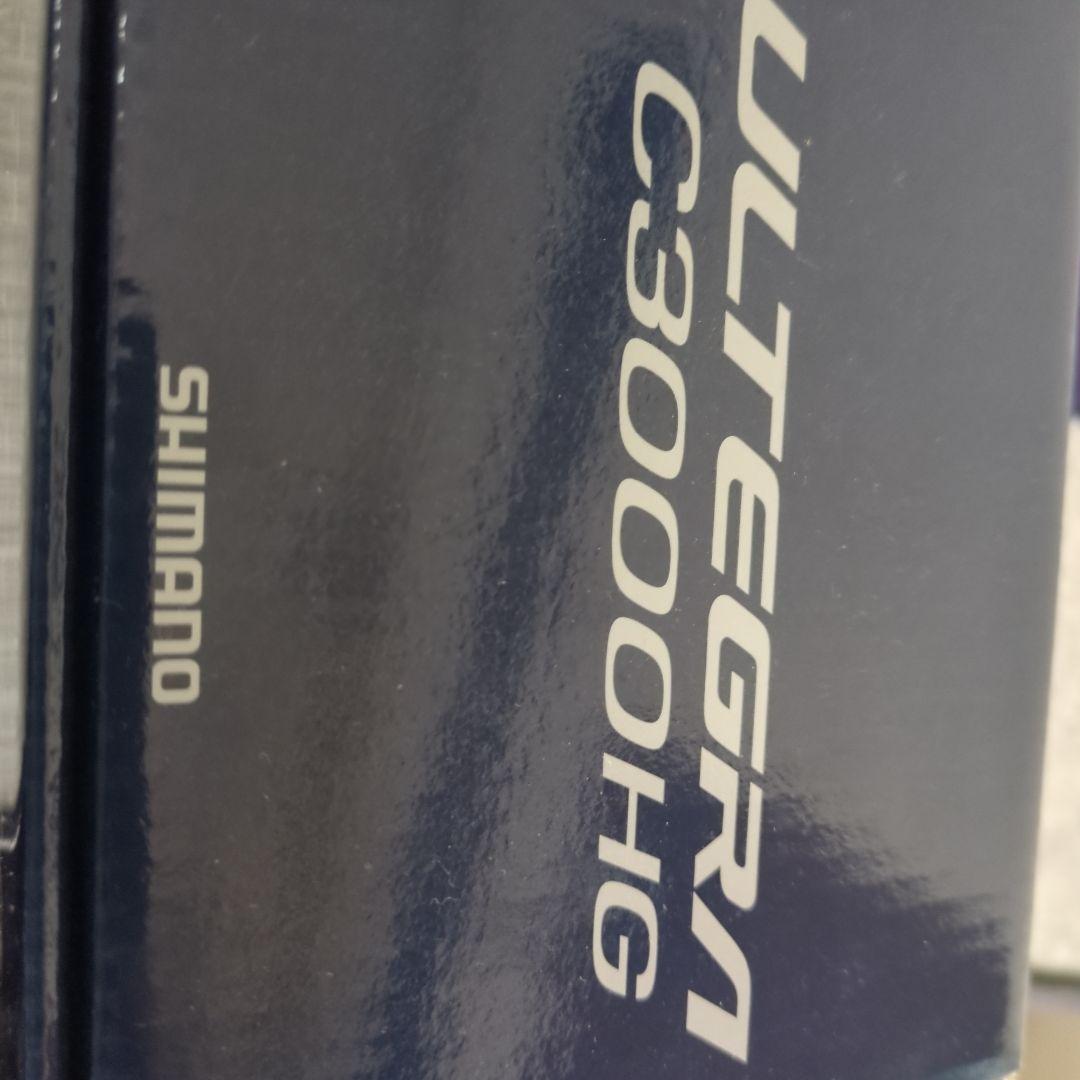 ULTEGRA
C3000HG
SHIMANO